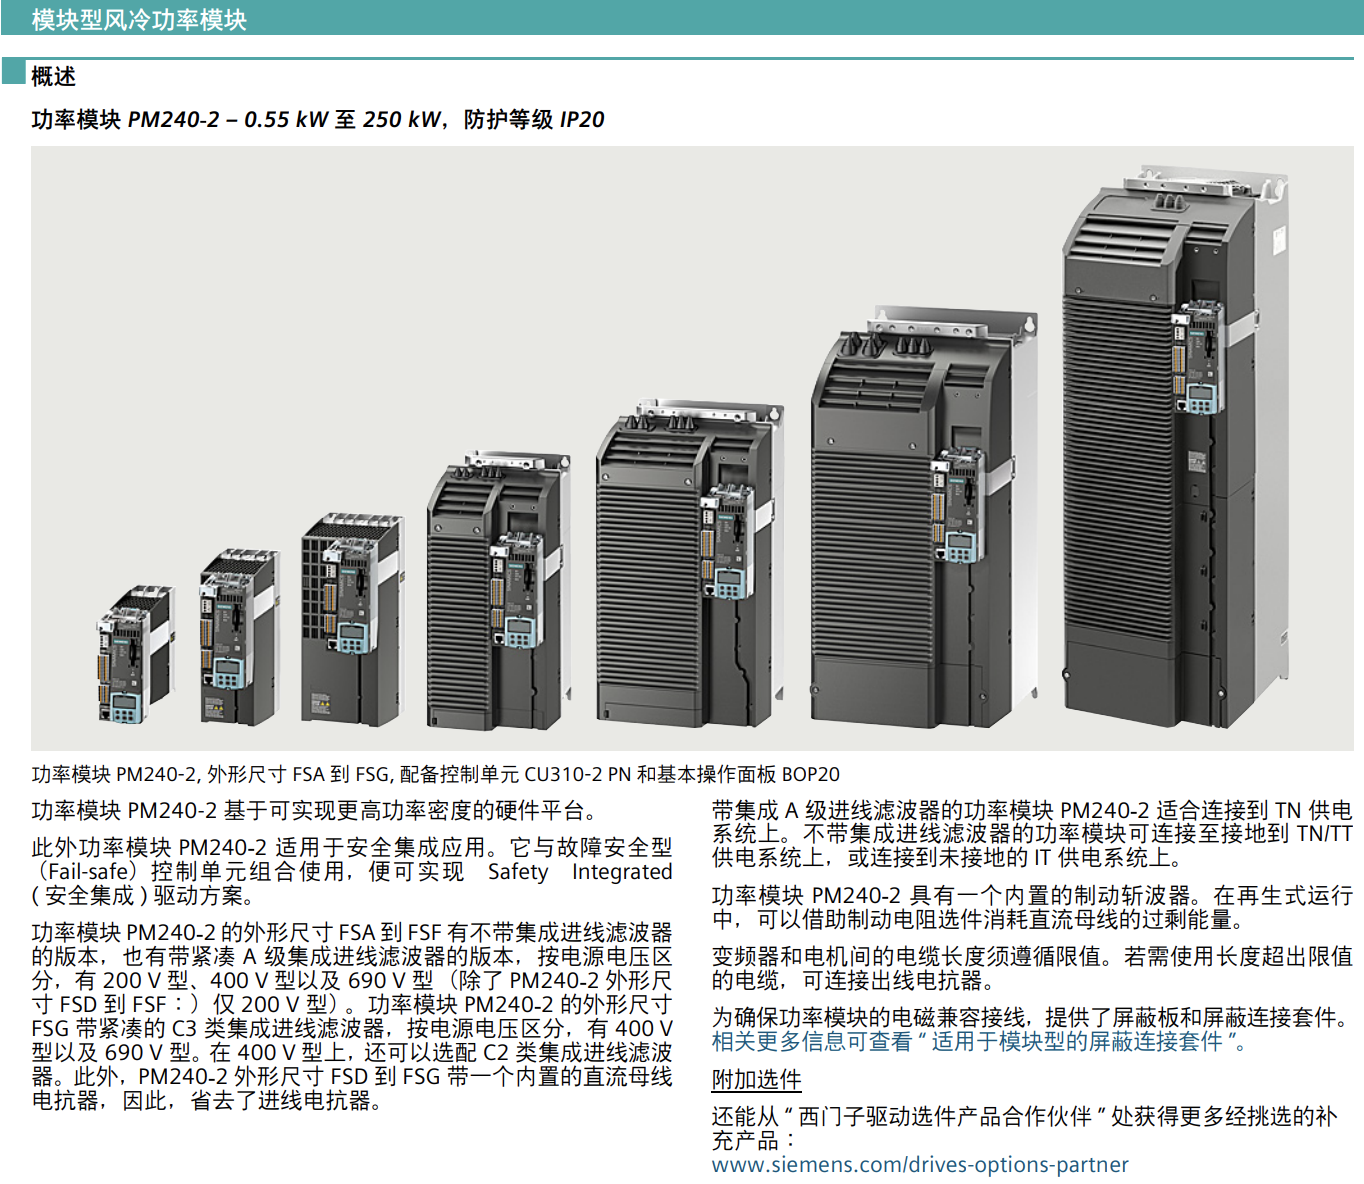 模块型风冷功率模块
概述
功率模块 PM240-2 – 0.55 kW 至 250 kW，防护等级 IP20
功率模块 PM240-2, 外形尺寸 FSA 到 FSG, 配备控制单元 CU310-2 PN 和基本操作面板 BOP20
功率模块 PM240-2 基于可实现更高功率密度的硬件平台。
此外功率模块 PM240-2 适用于安全集成应用。它与故障安全型
（Fail-safe）控制单元组合使用，便可实现 Safety Integrated
( 安全集成 ) 驱动方案。
功率模块 PM240-2 的外形尺寸 FSA 到 FSF 有不带集成进线滤波器
的版本，也有带紧凑 A 级集成进线滤波器的版本，按电源电压区
分，有 200 V 型、400 V 型以及 690 V 型 （除了 PM240-2 外形尺
寸 FSD 到 FSF：）仅 200 V 型）。功率模块 PM240-2 的外形尺寸
FSG 带紧凑的 C3 类集成进线滤波器，按电源电压区分，有 400 V
型以及 690 V 型。在 400 V 型上，还可以选配 C2 类集成进线滤波
器。此外，PM240-2 外形尺寸 FSD 到 FSG 带一个内置的直流母线
电抗器，因此，省去了进线电抗器。
带集成 A 级进线滤波器的功率模块 PM240-2 适合连接到 TN 供电
系统上。不带集成进线滤波器的功率模块可连接至接地到 TN/TT
供电系统上，或连接到未接地的 IT 供电系统上。
功率模块 PM240-2 具有一个内置的制动斩波器。在再生式运行
中，可以借助制动电阻选件消耗直流母线的过剩能量。
变频器和电机间的电缆长度须遵循限值。若需使用长度超出限值
的电缆，可连接出线电抗器。
为确保功率模块的电磁兼容接线，提供了屏蔽板和屏蔽连接套件。
相关更多信息可查看 “ 适用于模块型的屏蔽连接套件 ”。
附加选件
还能从 “ 西门子驱动选件产品合作伙伴 ” 处获得更多经挑选的补
充产品：
www.siemens.com/drives-options-partner